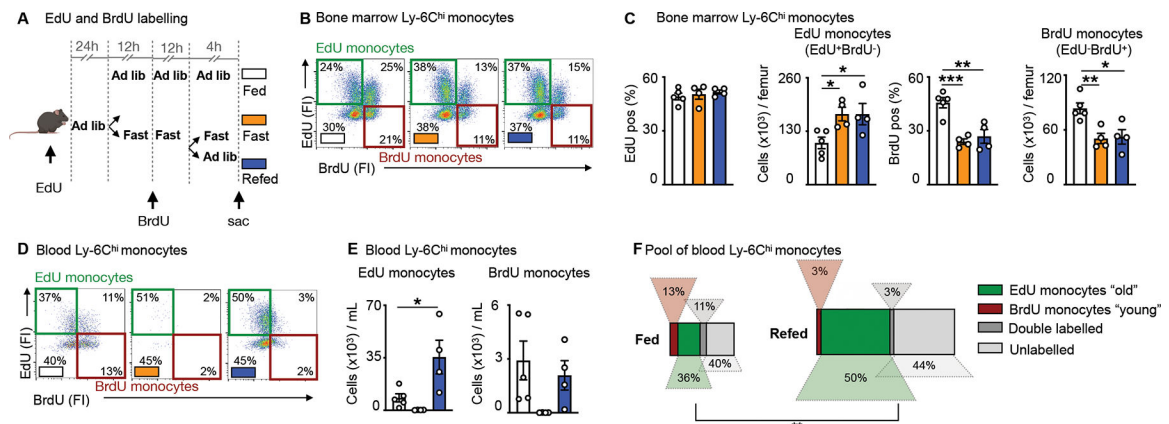 A EdU and BrdU labelling
24h 12h 12h 4h
Ad lib Ad lib Ad lib
Fed
Ad lib
Fast Fast Fast
Fast
Ad lib
Refed
EdU
BrdU
sac
B Bone marrow Ly-6Chi monocytes
EdU monocytes
24% 25% 38% 13% 37% 15%
EdU (FI)
30% 21% 38% 11% 37% 11%
BrdU monocytes
BrdU (FI)
C Bone marrow Ly-6Chi monocytes
EdU monocytes
(EdU+BrdU-)
BrdU monocytes
(EdU-BrdU+)
EdU pos (%)
60
30
0
Cells (x10³) / femur
260
130
0
*
*
BrdU pos (%)
60
30
0
**
***
Cells (x10³) / femur
120
60
0
*
**
D Blood Ly-6Chi monocytes
EdU monocytes
37% 11% 51% 2% 50% 3%
EdU (FI)
40% 13% 45% 2% 45% 2%
BrdU monocytes
BrdU (FI)
E Blood Ly-6Chi monocytes
EdU monocytes
BrdU monocytes
Cells (x10³) / mL
70
35
0
*
Cells (x10³) / mL
6
3
0
F Pool of blood Ly-6Chi monocytes
13%
11%
Fed
40%
36%
3%
3%
Refed
44%
50%
**
EdU monocytes "old"
BrdU monocytes "young"
Double labelled
Unlabelled